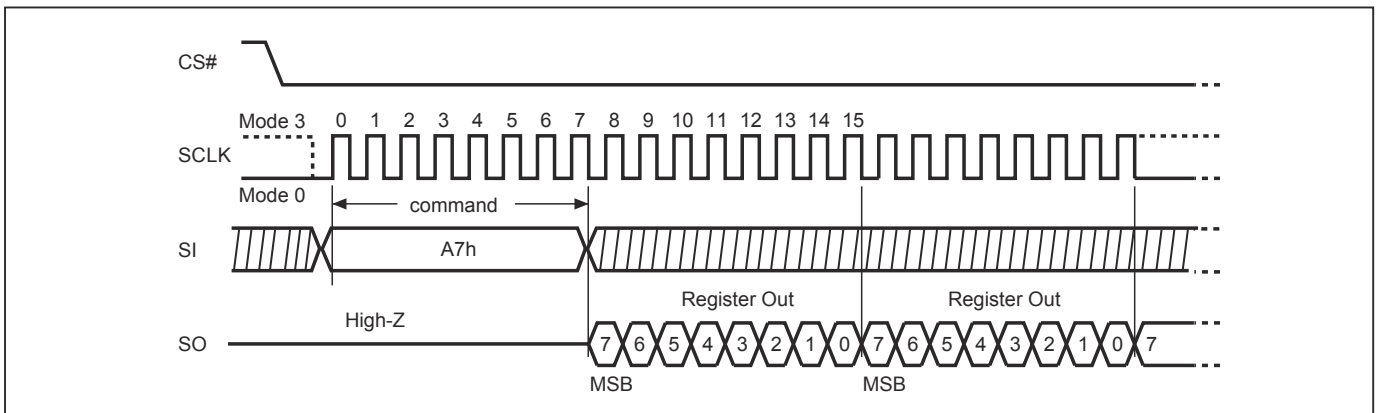 CS#
Mode 3 0 1 2 3 4 5 6 7 8 9 10 11 12 13 14 15
SCLK
Mode 0
command
SI A7h
Register Out Register Out
High-Z
SO 7 6 5 4 3 2 1 0 7 6 5 4 3 2 1 0 7
MSB MSB